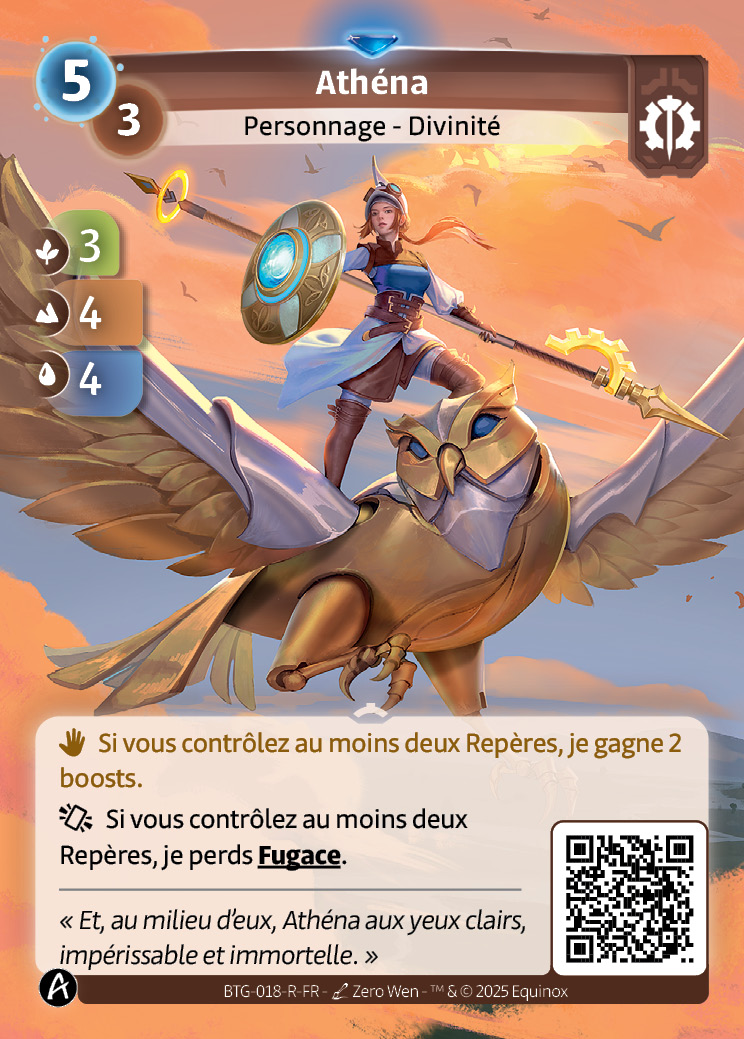 5
Athéna
3
Personnage - Divinité
3
4
4
Si vous contrôlez au moins deux Repères, je gagne 2
boosts.
Si vous contrôlez au moins deux
Repères, je perds Fugace.
« Et, au milieu d'eux, Athéna aux yeux clairs,
impérissable et immortelle. »
BTG-018-R-FR - Zero Wen - ™ & © 2025 Equinox